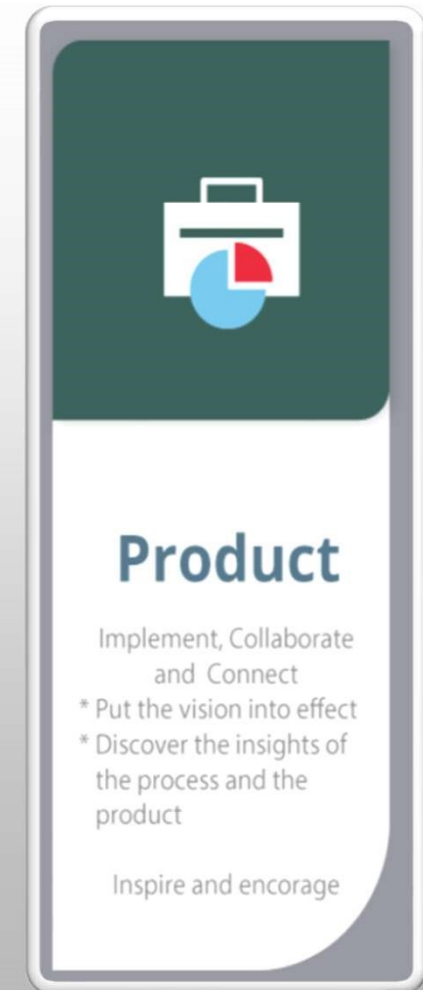 Product
Implement, Collaborate
and Connect
* Put the vision into effect
* Discover the insights of
the process and the
product
Inspire and encorage